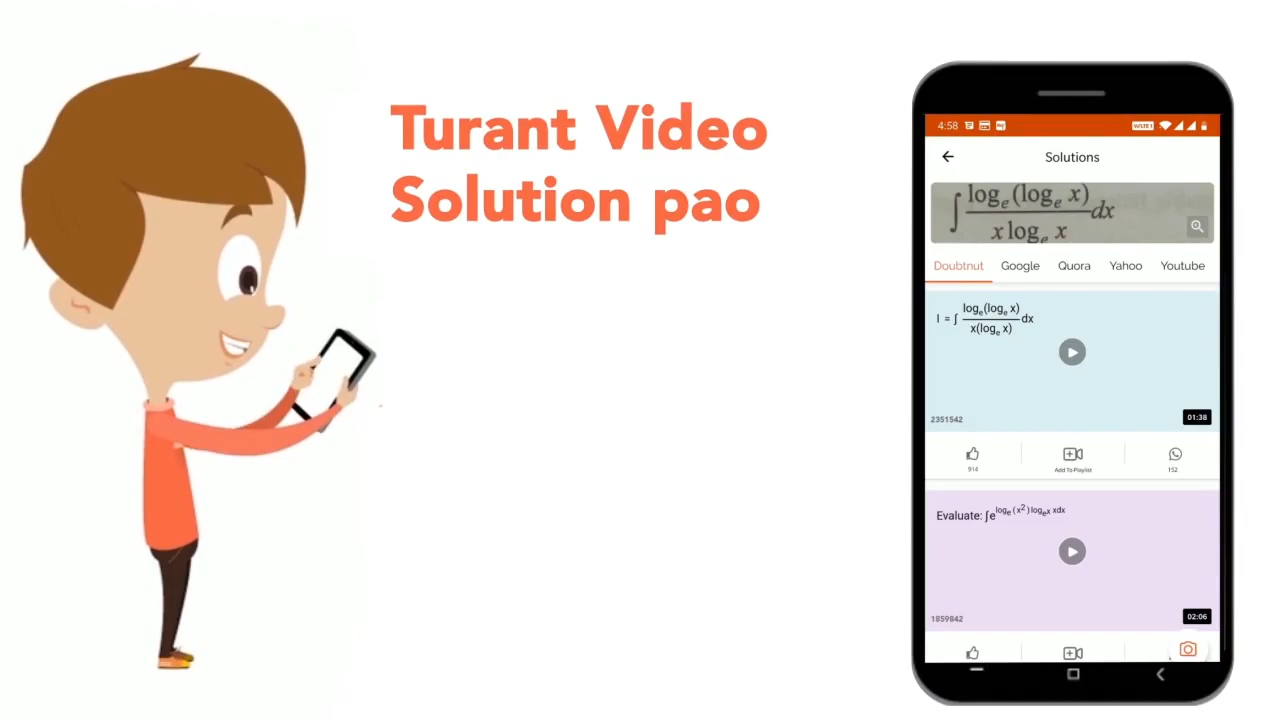 Turant Video
Solution pao
4:58
VoLTE1
Solutions
∫ logₑ(logₑ x) / x logₑ x dx
Doubtnut Google Quora Yahoo Youtube
I = ∫ logₑ(logₑ x) / x(logₑ x) dx
2351542 01:38
914 Add To Playlist 152
Evaluate: ∫e^logₑ(x²)logₑx xdx
1859842 02:06